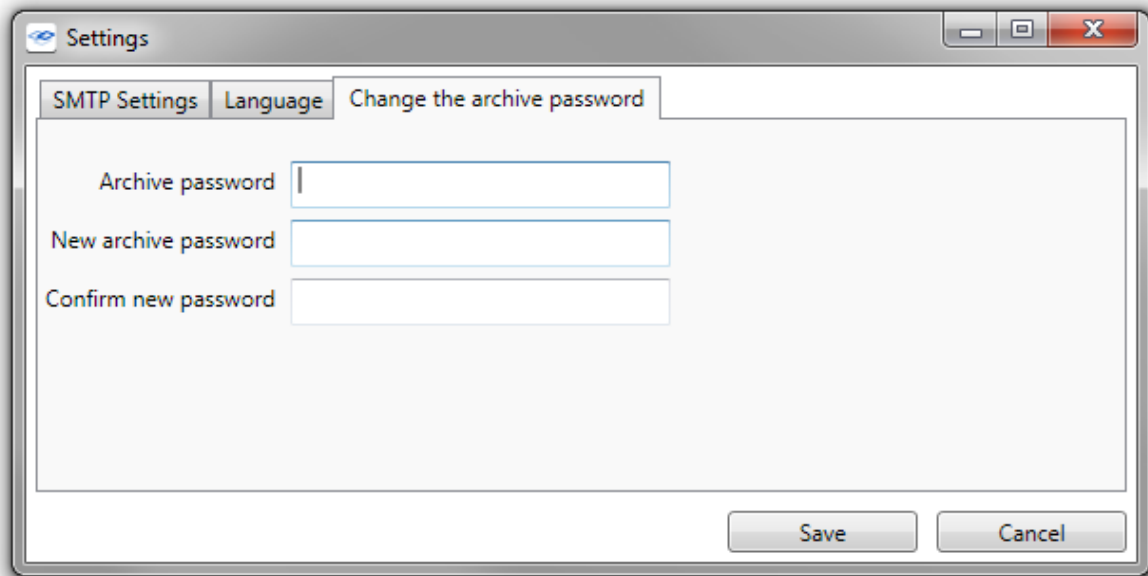 Settings
SMTP Settings Language Change the archive password
Archive password
New archive password
Confirm new password
Save Cancel